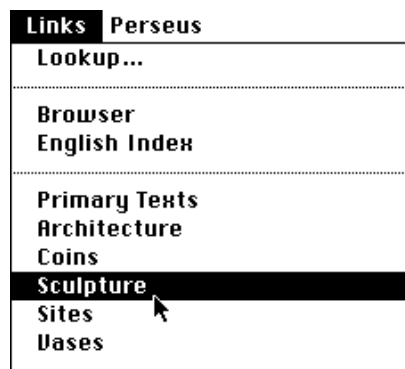 Links Perseus
Lookup...
Browser
English Index
Primary Texts
Architecture
Coins
Sculpture
Sites
Vases